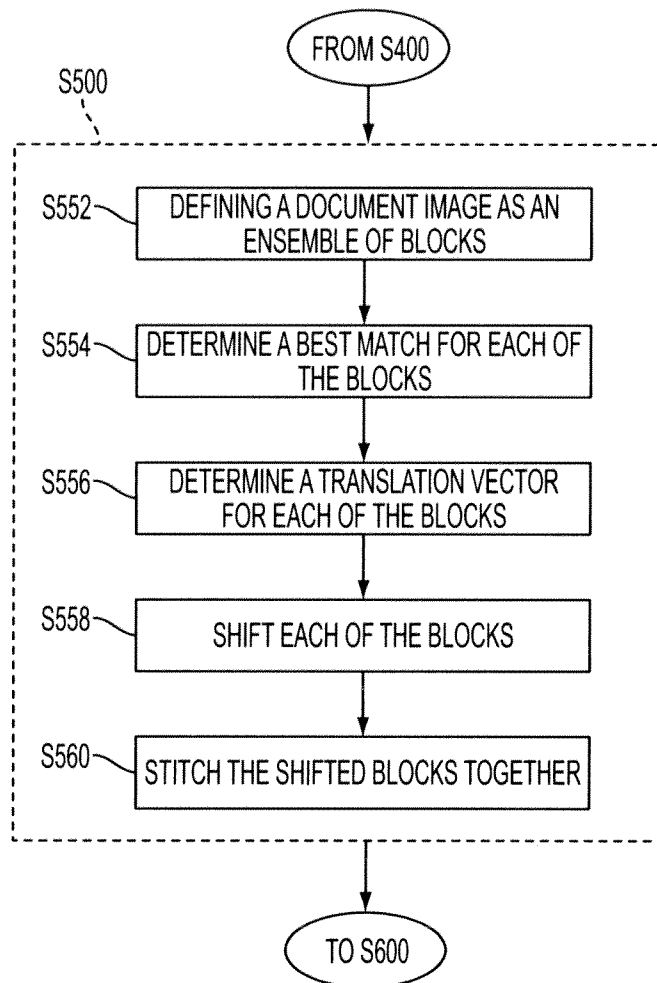 FROM S400
S500
S552
DEFINING A DOCUMENT IMAGE AS AN
ENSEMBLE OF BLOCKS
S554
DETERMINE A BEST MATCH FOR EACH OF
THE BLOCKS
S556
DETERMINE A TRANSLATION VECTOR
FOR EACH OF THE BLOCKS
S558
SHIFT EACH OF THE BLOCKS
S560
STITCH THE SHIFTED BLOCKS TOGETHER
TO S600